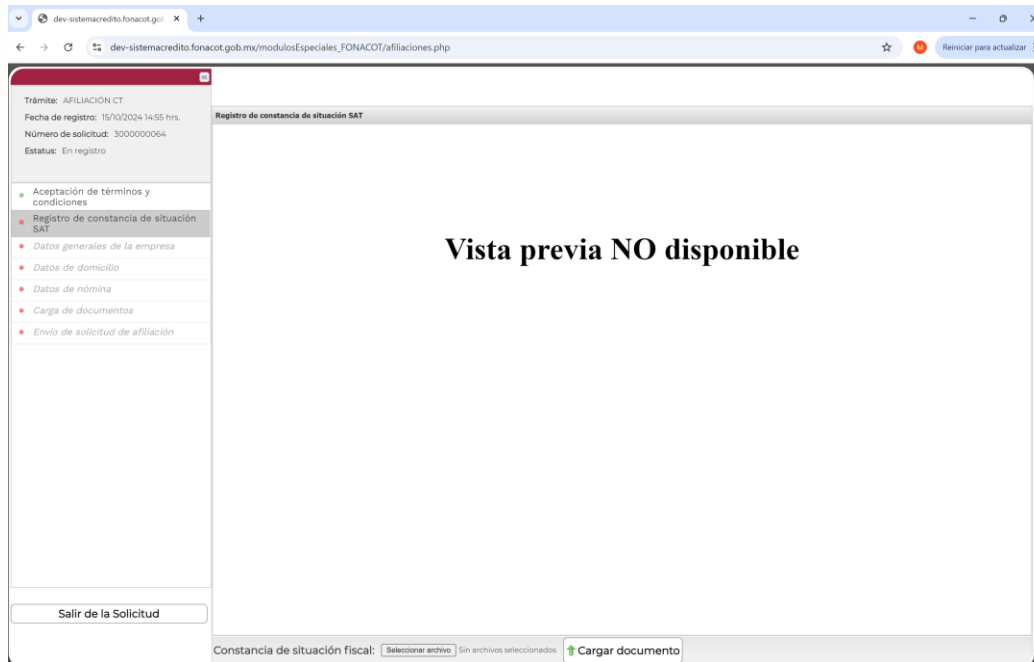 dev-sistemacredito.fonacot.gob
dev-sistemacredito.fonacot.gob.mx/modulosEspeciales_FONACOT/afiliaciones.php
M
Reiniciar para actualizar
Trámite: AFILIACIÓN CT
Fecha de registro: 15/10/2024 14:55 hrs.
Número de solicitud: 3000000064
Estatus: En registro
Registro de constancia de situación SAT
Aceptación de términos y
condiciones
Registro de constancia de situación
SAT
Datos generales de la empresa
Datos de domicilio
Datos de nómina
Carga de documentos
Envío de solicitud de afiliación
Vista previa NO disponible
Salir de la Solicitud
Constancia de situación fiscal: Seleccionar archivo Sin archivos seleccionados Cargar documento